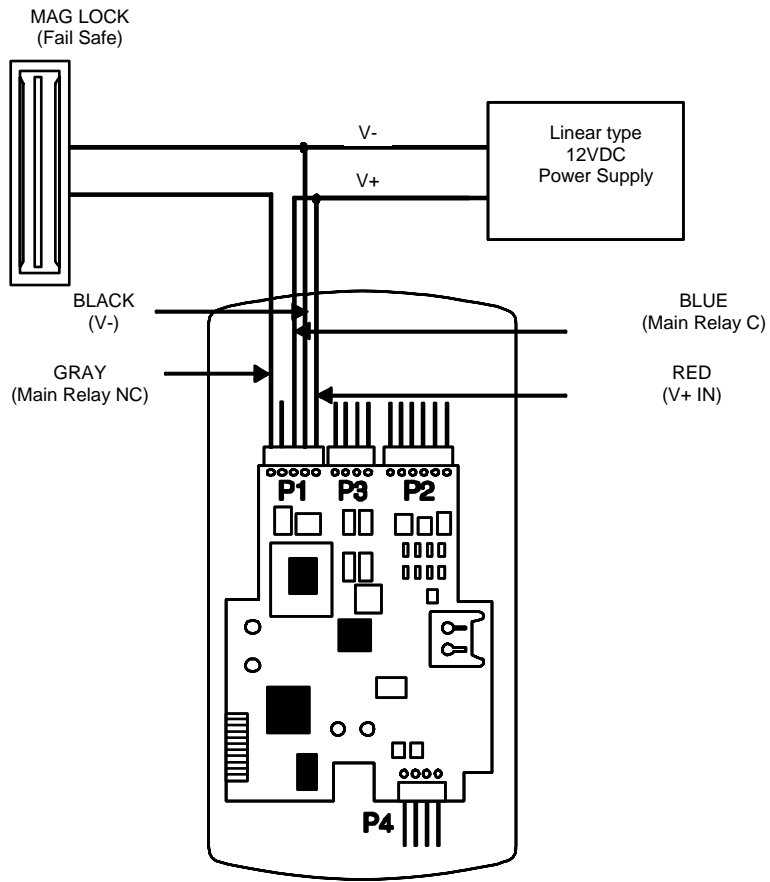 MAG LOCK
(Fail Safe)
V-
V+
Linear type
12VDC
Power Supply
BLACK
(V-)
BLUE
(Main Relay C)
GRAY
(Main Relay NC)
RED
(V+ IN)
P1
P3
P2
P4